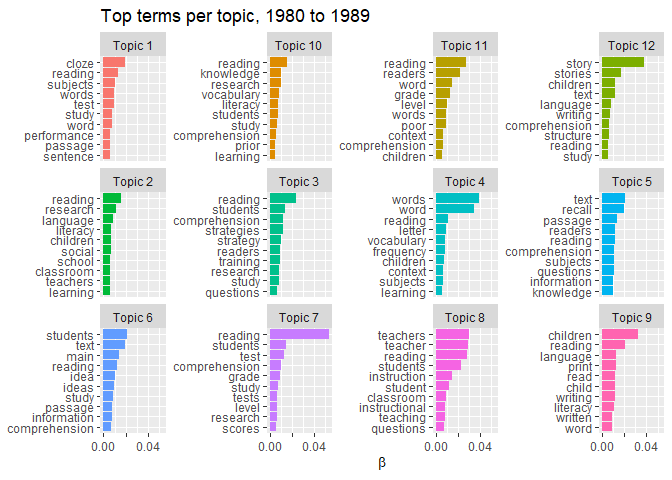 Top terms per topic, 1980 to 1989
Topic 1
cloze
reading
subjects
words
test
study
word
performance
passage
sentence
Topic 10
reading
knowledge
research
vocabulary
literacy
students
study
comprehension
prior
learning
Topic 11
reading
readers
word
grade
level
words
poor
context
comprehension
children
Topic 12
story
stories
children
text
language
writing
comprehension
structure
reading
study
Topic 2
reading
research
language
literacy
children
social
school
classroom
teachers
learning
Topic 3
reading
students
comprehension
strategies
strategy
readers
training
research
study
questions
Topic 4
words
word
reading
letter
vocabulary
frequency
children
context
subjects
learning
Topic 5
text
recall
passage
readers
reading
comprehension
subjects
questions
information
knowledge
Topic 6
students
text
main
reading
idea
ideas
study
passage
information
comprehension
Topic 7
reading
students
test
comprehension
grade
study
tests
level
research
scores
Topic 8
teachers
teacher
reading
students
instruction
student
classroom
instructional
teaching
questions
Topic 9
children
reading
language
print
read
child
writing
literacy
written
word
0.00 0.04 0.00 0.04 0.00 0.04 0.00 0.04
β